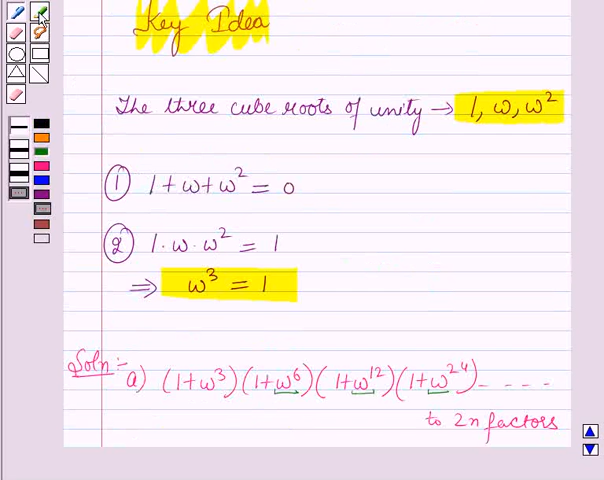 Key Idea
The three cube roots of unity → 1, ω, ω²
① 1 + ω + ω² = 0
② 1 · ω · ω² = 1
⇒ ω³ = 1
Soln :-
a) (1+ω³)(1+ω⁶)(1+ω¹²)(1+ω²⁴)- - - - -
to 2n factors